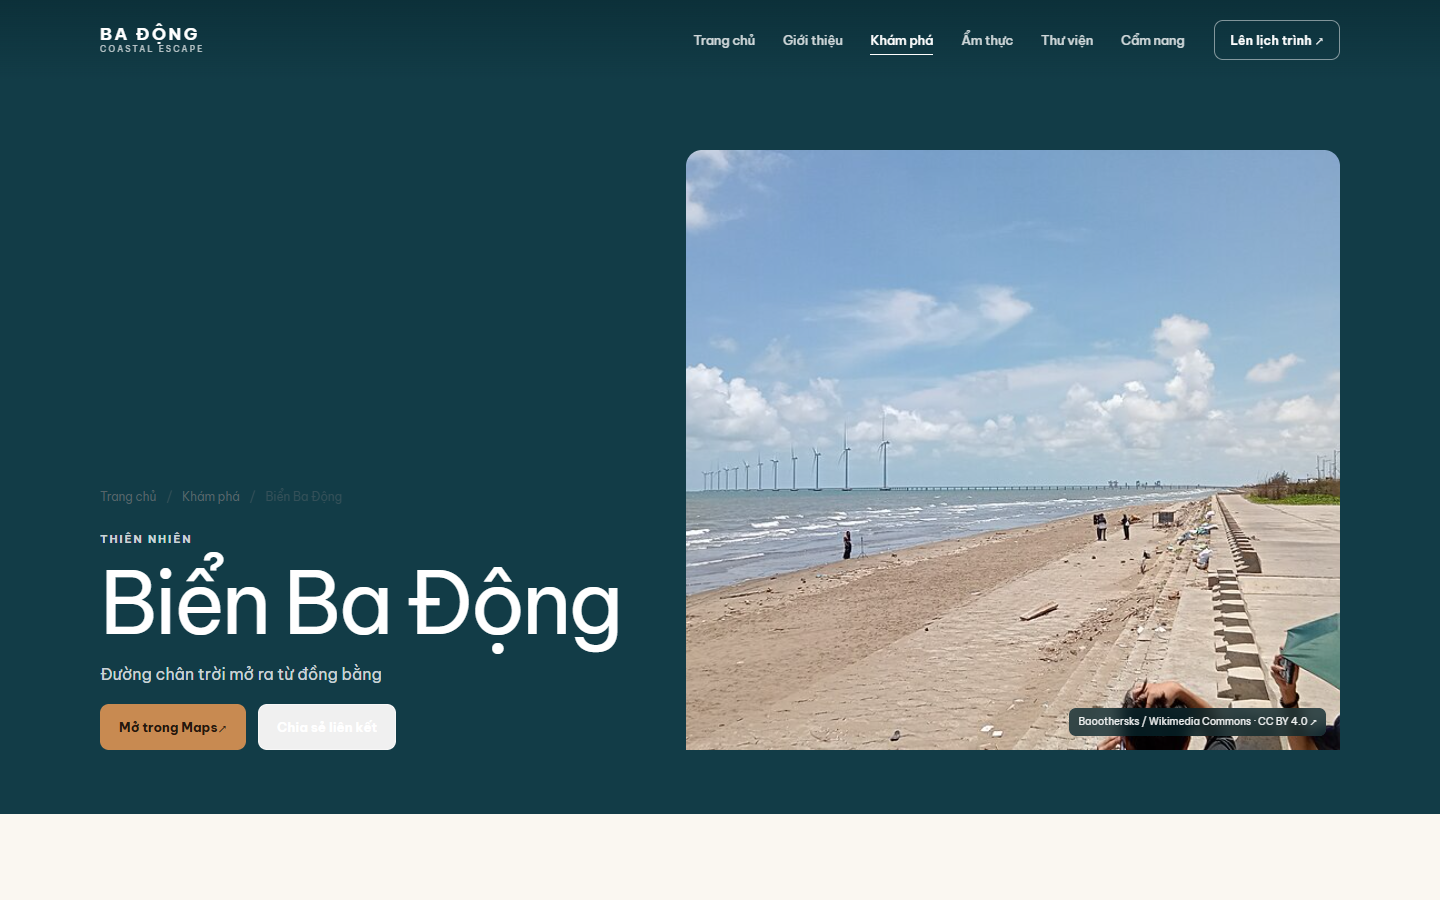 BA ĐỘNG
COASTAL ESCAPE
Trang chủ Giới thiệu Khám phá Ẩm thực Thư viện Cẩm nang Lên lịch trình ↗
Trang chủ / Khám phá / Biển Ba Động
THIÊN NHIÊN
Biển Ba Động
Đường chân trời mở ra từ đồng bằng
Mở trong Maps↗ Chia sẻ liên kết
Baoothersks / Wikimedia Commons · CC BY 4.0 ↗